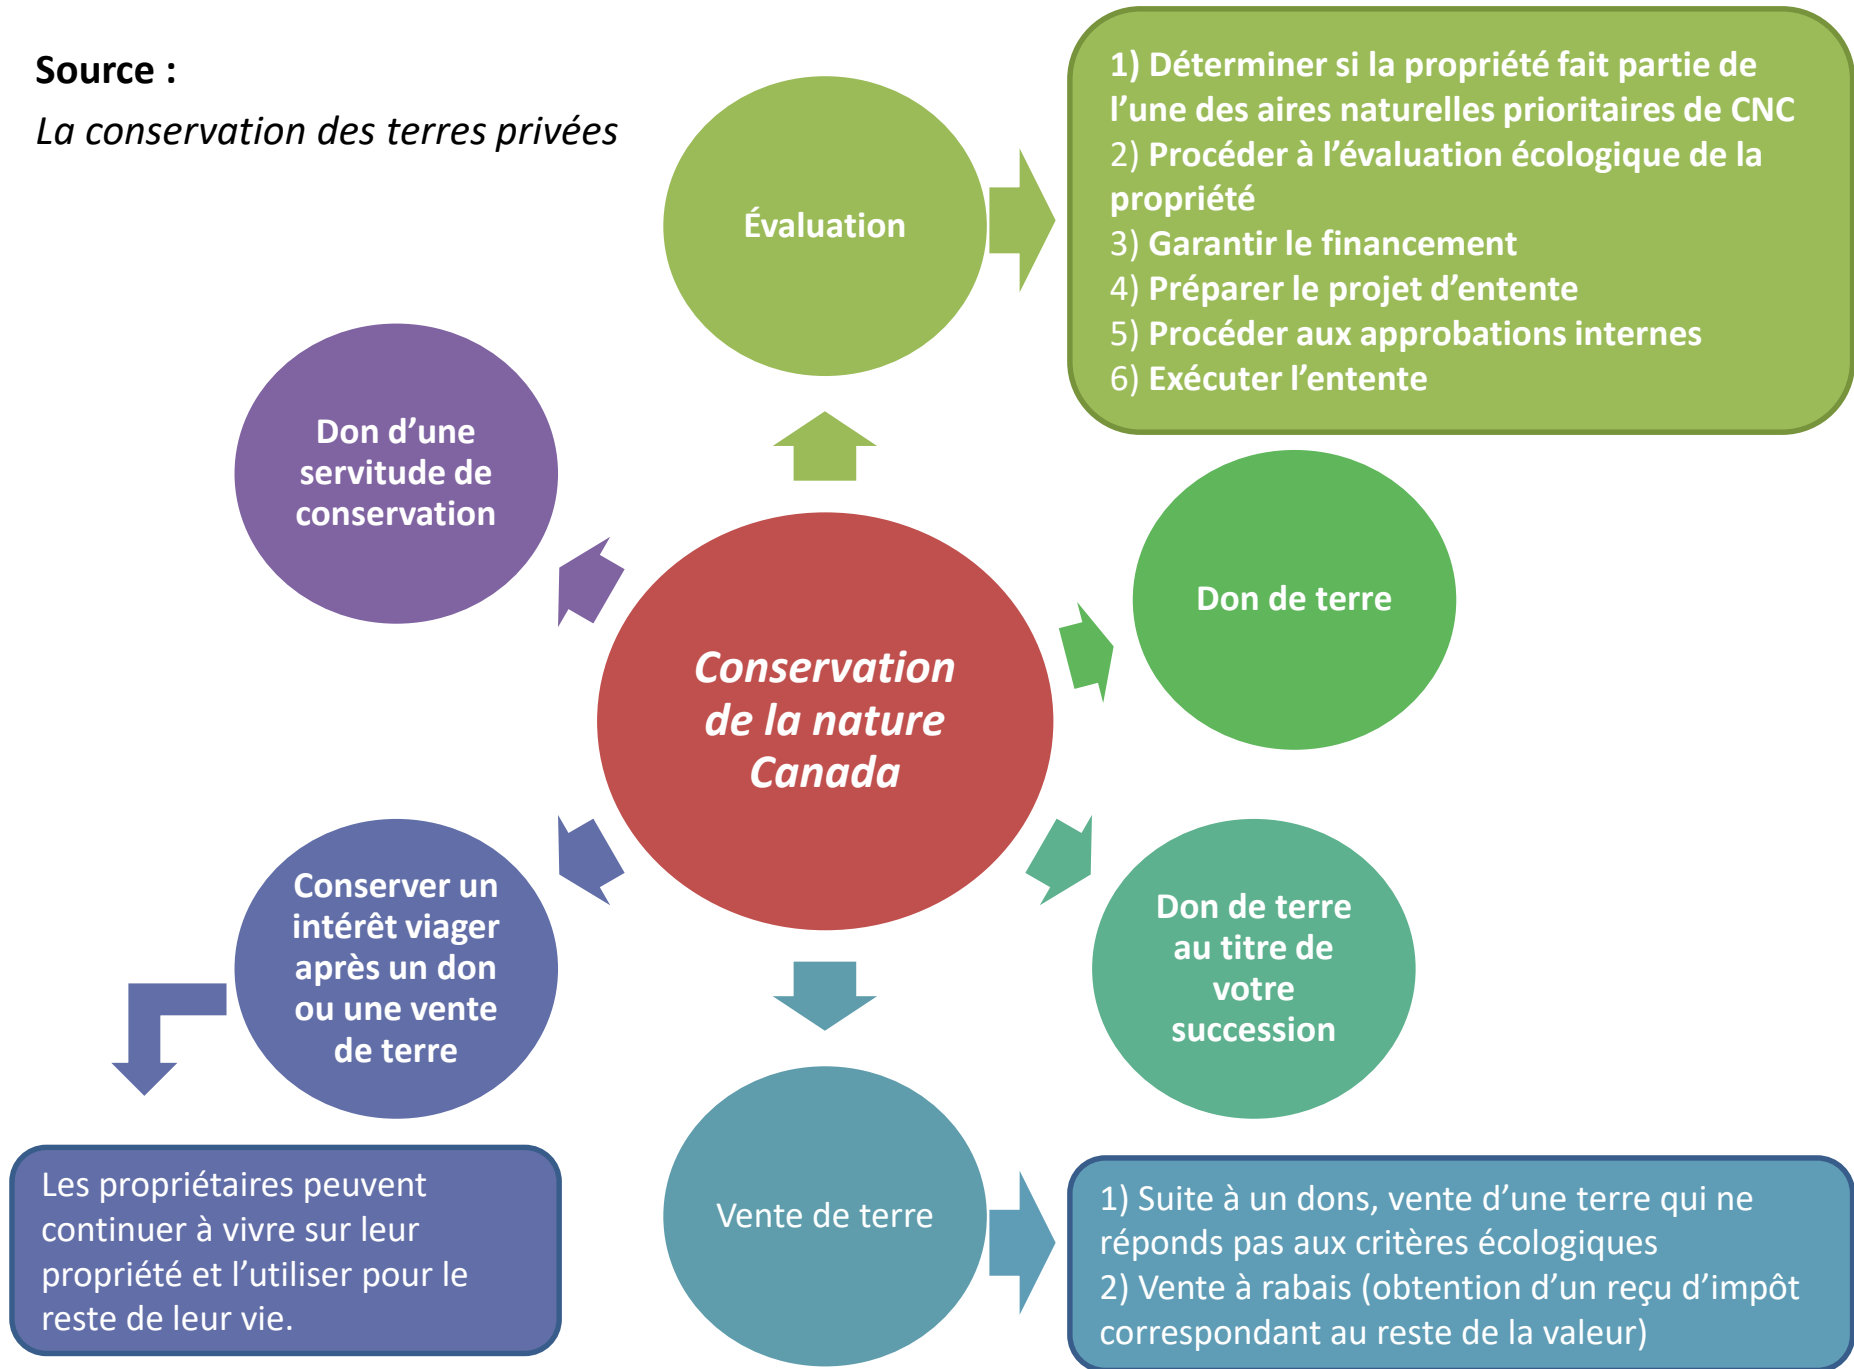 Source :
La conservation des terres privées
Évaluation
1) Déterminer si la propriété fait partie de
l’une des aires naturelles prioritaires de CNC
2) Procéder à l’évaluation écologique de la
propriété
3) Garantir le financement
4) Préparer le projet d’entente
5) Procéder aux approbations internes
6) Exécuter l’entente
Don d’une
servitude de
conservation
Don de terre
Conservation
de la nature
Canada
Conserver un
intérêt viager
après un don
ou une vente
de terre
Don de terre
au titre de
votre
succession
Les propriétaires peuvent
continuer à vivre sur leur
propriété et l’utiliser pour le
reste de leur vie.
Vente de terre
1) Suite à un dons, vente d’une terre qui ne
réponds pas aux critères écologiques
2) Vente à rabais (obtention d’un reçu d’impôt
correspondant au reste de la valeur)